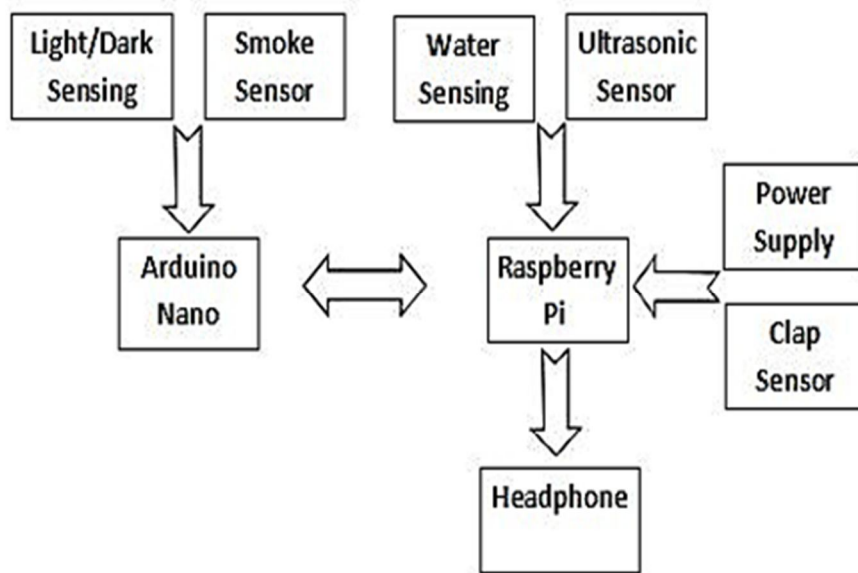 Light/Dark
Sensing
Smoke
Sensor
Water
Sensing
Ultrasonic
Sensor
Power
Supply
Arduino
Nano
Raspberry
Pi
Clap
Sensor
Headphone